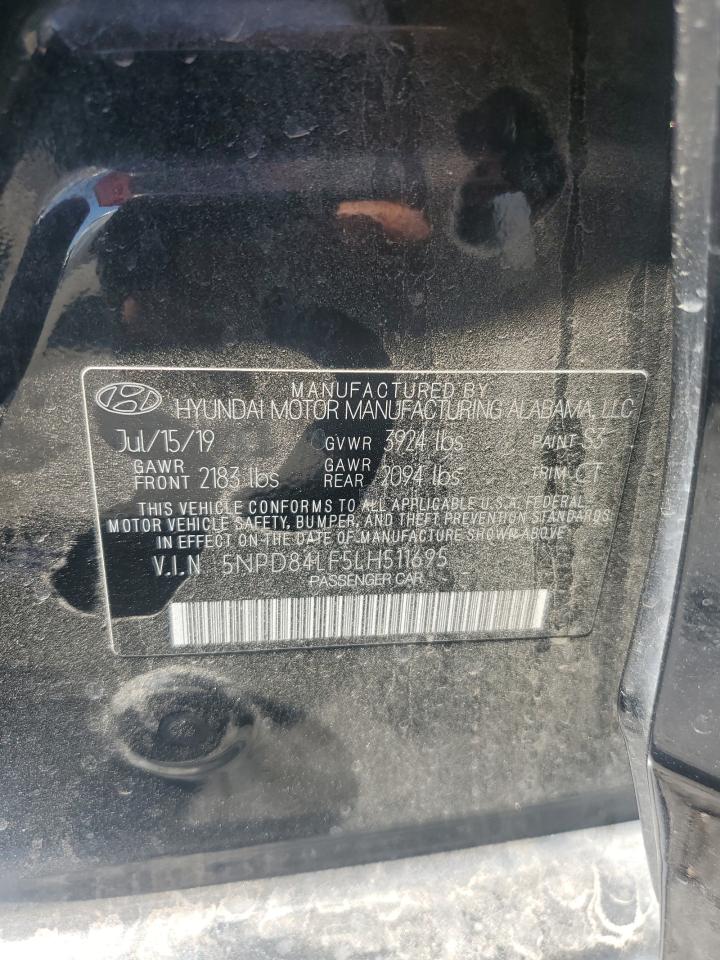 MANUFACTURED BY
HYUNDAI MOTOR MANUFACTURING ALABAMA, LLC
Jul/15/19 GVWR 3924 lbs PAINT S3
GAWR FRONT 2183 lbs GAWR REAR 2094 lbs TRIM CT
THIS VEHICLE CONFORMS TO ALL APPLICABLE U.S.A. FEDERAL
MOTOR VEHICLE SAFETY, BUMPER, AND THEFT PREVENTION STANDARDS
IN EFFECT ON THE DATE OF MANUFACTURE SHOWN ABOVE
V.I.N 5NPD84LF5LH511695
PASSENGER CAR